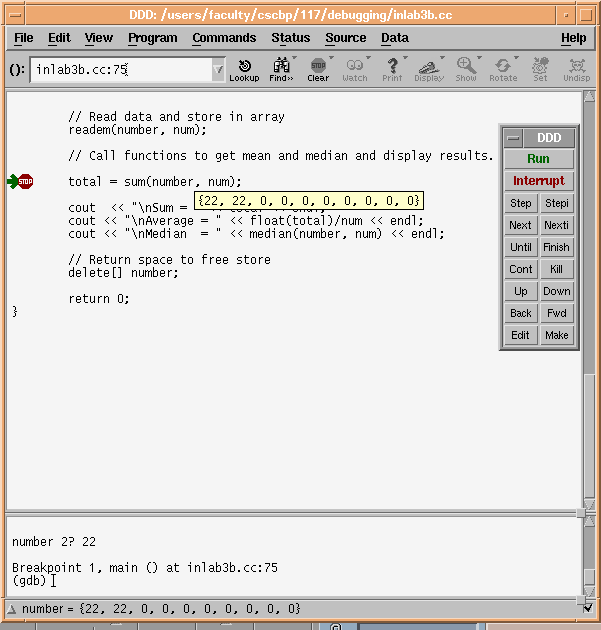 DDD: /users/faculty/cscbp/117/debugging/inlab3b.cc
File Edit View Program Commands Status Source Data Help
(): inlab3b.cc:75
Lookup Find» Clear Watch Print Display Show Rotate Set Undisp
STOP
// Read data and store in array
readem(number, num);
// Call functions to get mean and median and display results.
STOP total = sum(number, num);
{22, 22, 0, 0, 0, 0, 0, 0, 0, 0}
cout << "\nSum =
cout << "\nAverage = " << float(total)/num << endl;
cout << "\nMedian = " << median(number, num) << endl;
// Return space to free store
delete[] number;
return 0;
}
DDD
Run
Interrupt
Step Stepi
Next Nexti
Until Finish
Cont Kill
Up Down
Back Fwd
Edit Make
number 2? 22
Breakpoint 1, main () at inlab3b.cc:75
(gdb)
number = {22, 22, 0, 0, 0, 0, 0, 0, 0, 0}